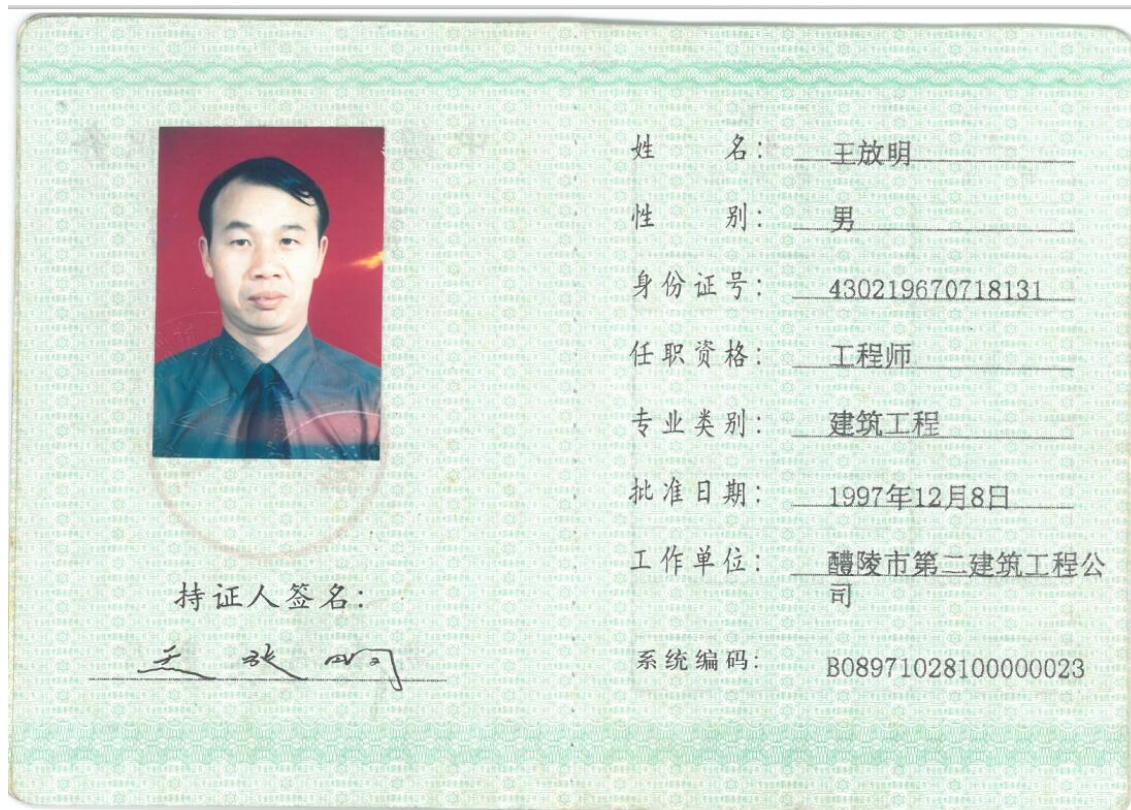 姓 名： 王放明
性 别： 男
身份证号： 430219670718131
任职资格： 工程师
专业类别： 建筑工程
批准日期： 1997年12月8日
工作单位： 醴陵市第二建筑工程公
司
系统编码： B08971028100000023
持证人签名：
王放明